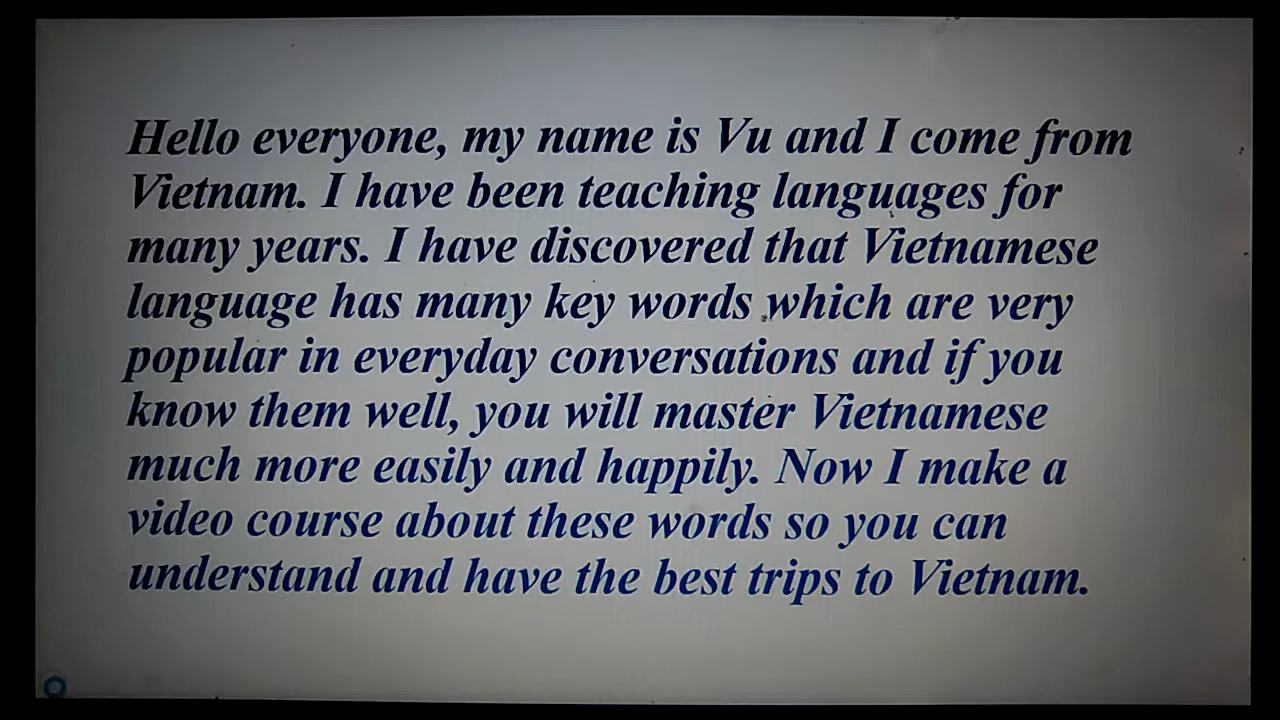 Hello everyone, my name is Vu and I come from
Vietnam. I have been teaching languages for
many years. I have discovered that Vietnamese
language has many key words which are very
popular in everyday conversations and if you
know them well, you will master Vietnamese
much more easily and happily. Now I make a
video course about these words so you can
understand and have the best trips to Vietnam.